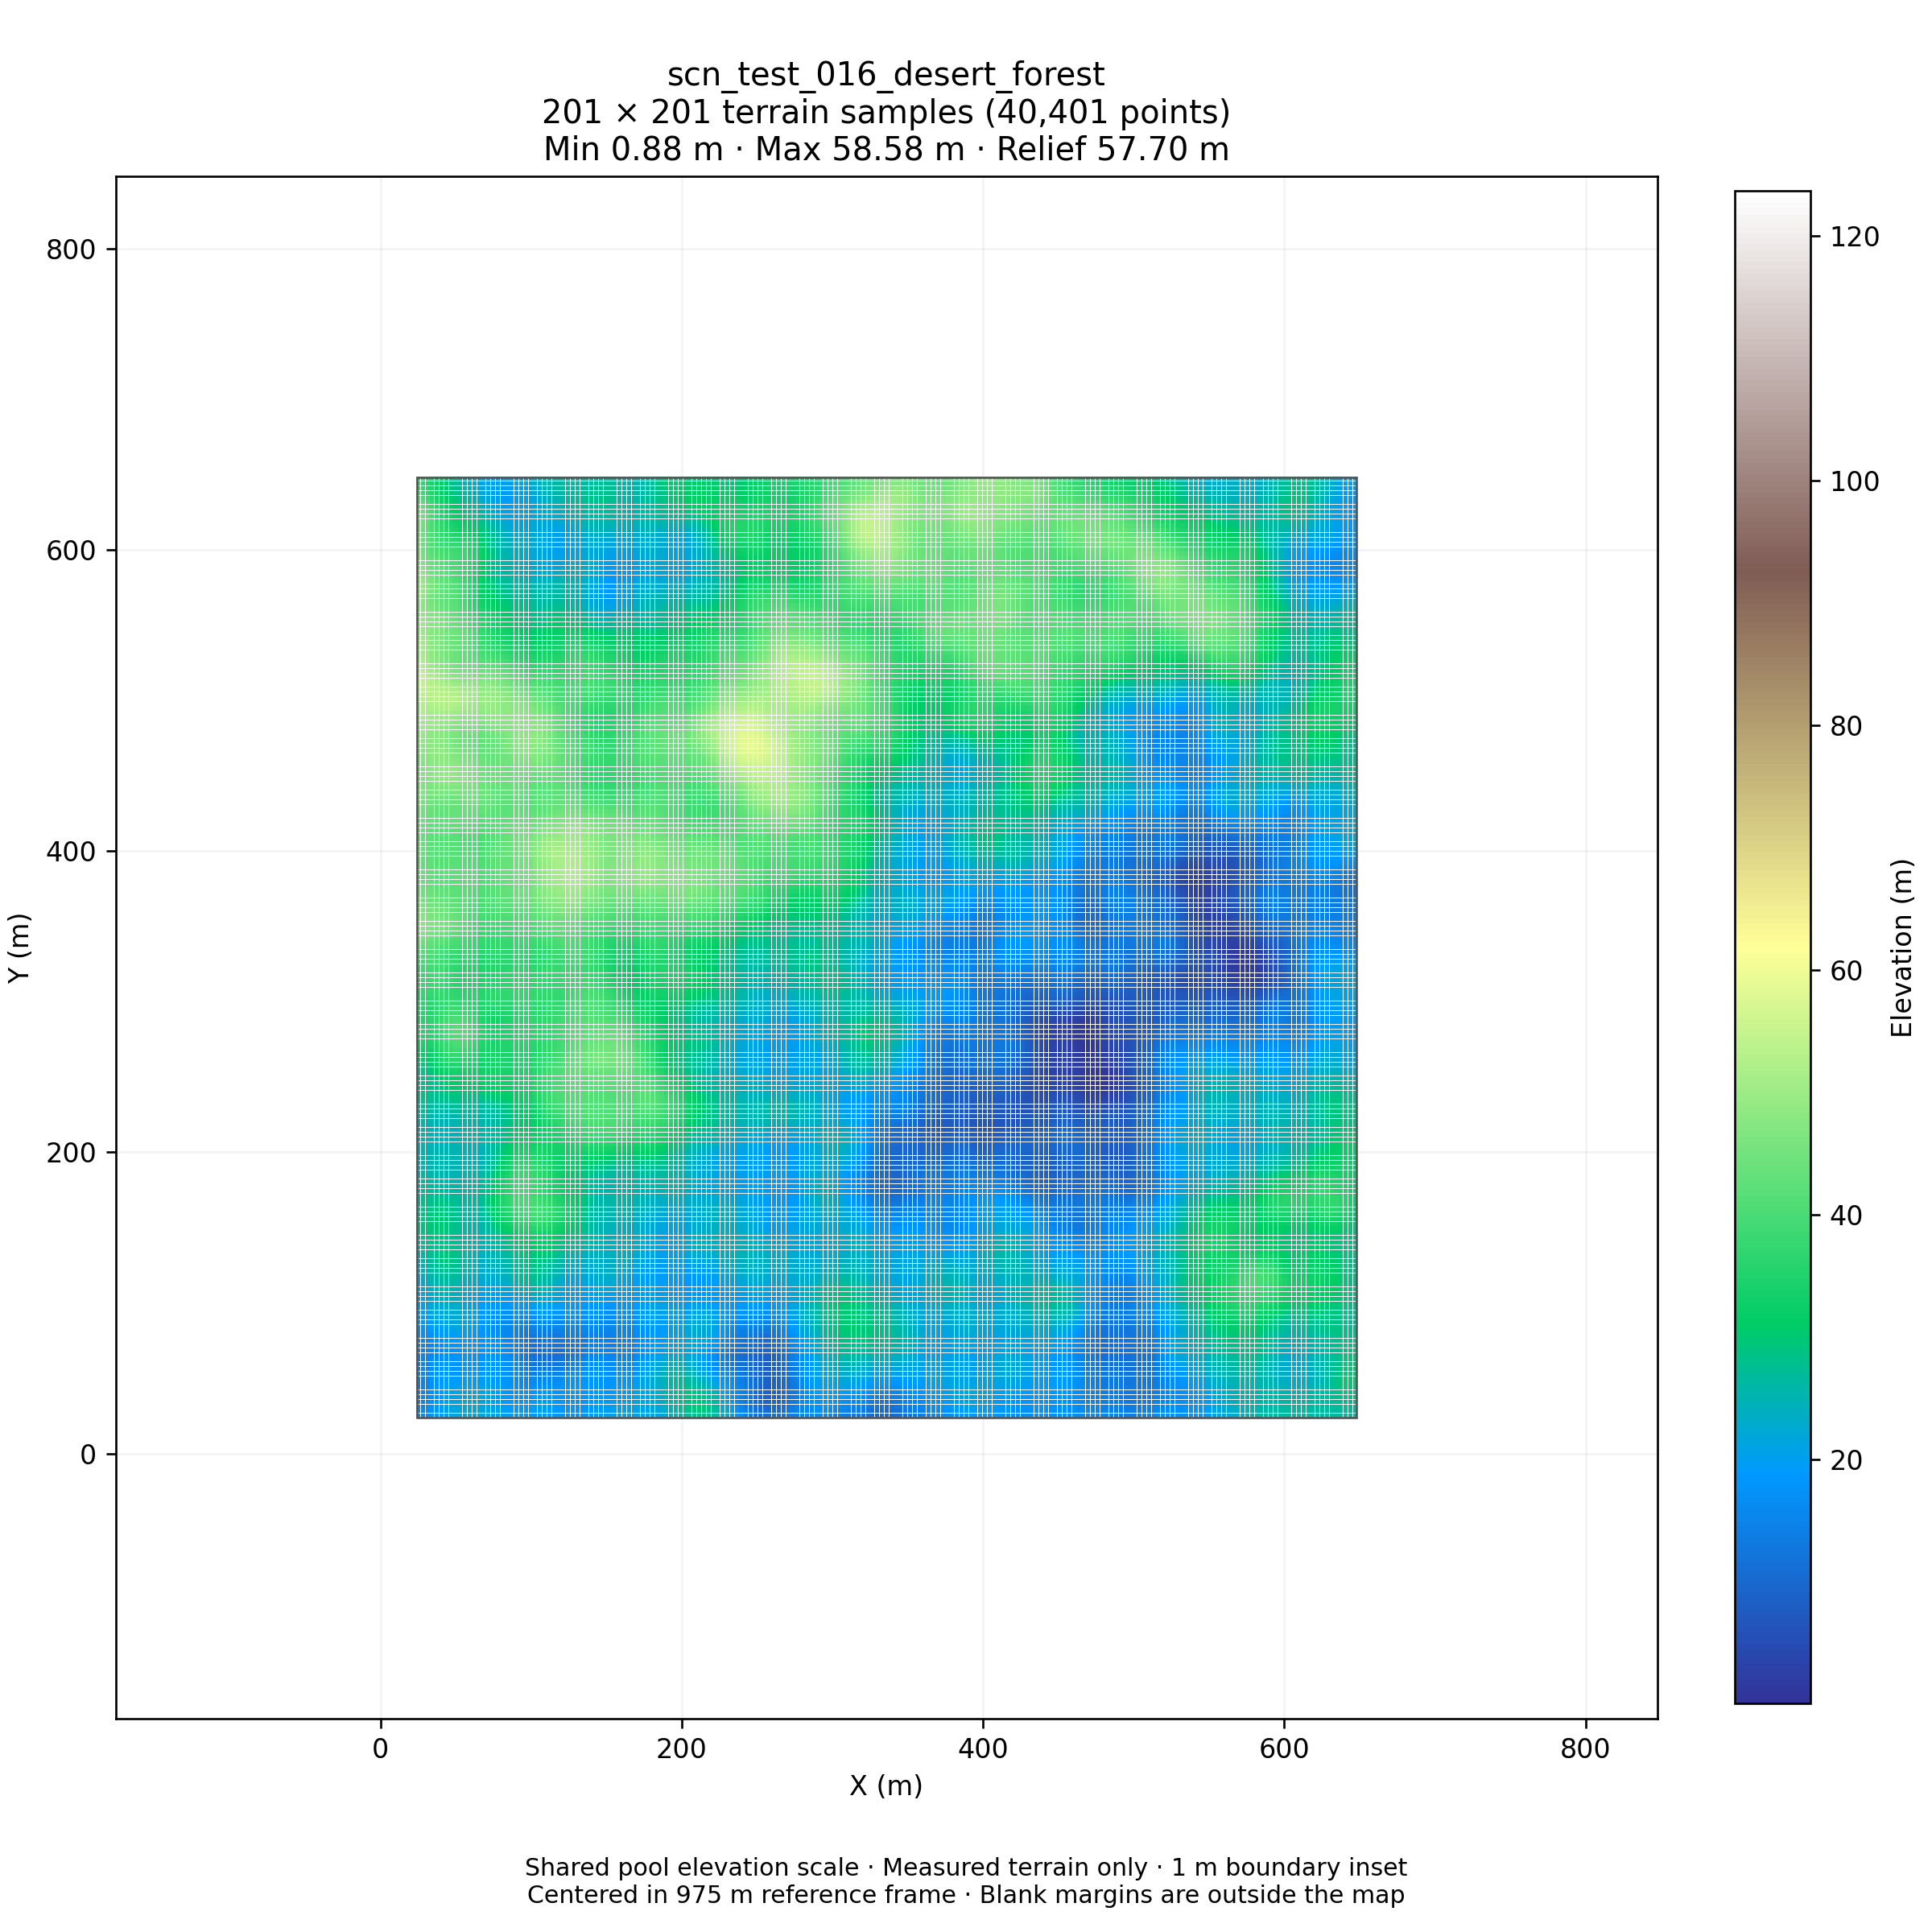 scn_test_016_desert_forest
201 × 201 terrain samples (40,401 points)
Min 0.88 m · Max 58.58 m · Relief 57.70 m
800
600
400
200
0
Y (m)
0 200 400 600 800
X (m)
120
100
80
60
40
20
Elevation (m)
Shared pool elevation scale · Measured terrain only · 1 m boundary inset
Centered in 975 m reference frame · Blank margins are outside the map